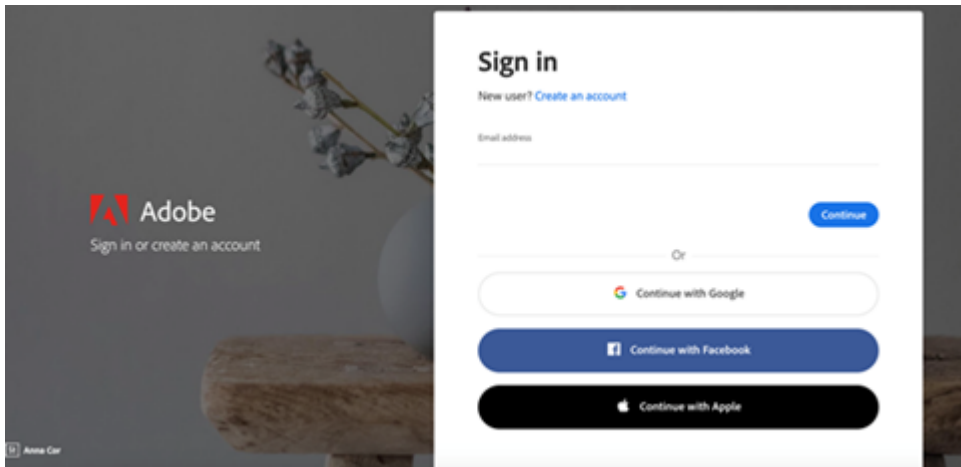 Adobe
Sign in or create an account
Sign in
New user? Create an account
Email address
Continue
Or
Continue with Google
Continue with Facebook
Continue with Apple
St Anna Cor